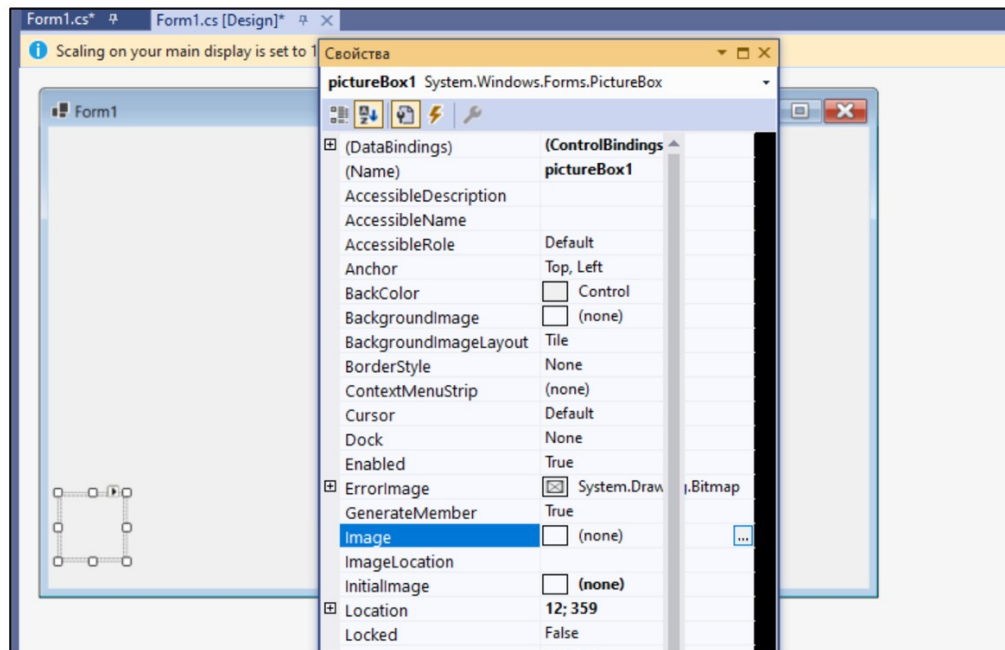 Form1.cs*
Form1.cs [Design]*
Scaling on your main display is set to 1
Свойства
pictureBox1 System.Windows.Forms.PictureBox
Form1
(DataBindings) (ControlBindings
(Name) pictureBox1
AccessibleDescription
AccessibleName
AccessibleRole Default
Anchor Top, Left
BackColor Control
BackgroundImage (none)
BackgroundImageLayout Tile
BorderStyle None
ContextMenuStrip (none)
Cursor Default
Dock None
Enabled True
ErrorImage System.Draw g.Bitmap
GenerateMember True
Image (none) ...
ImageLocation
InitialImage (none)
Location 12; 359
Locked False